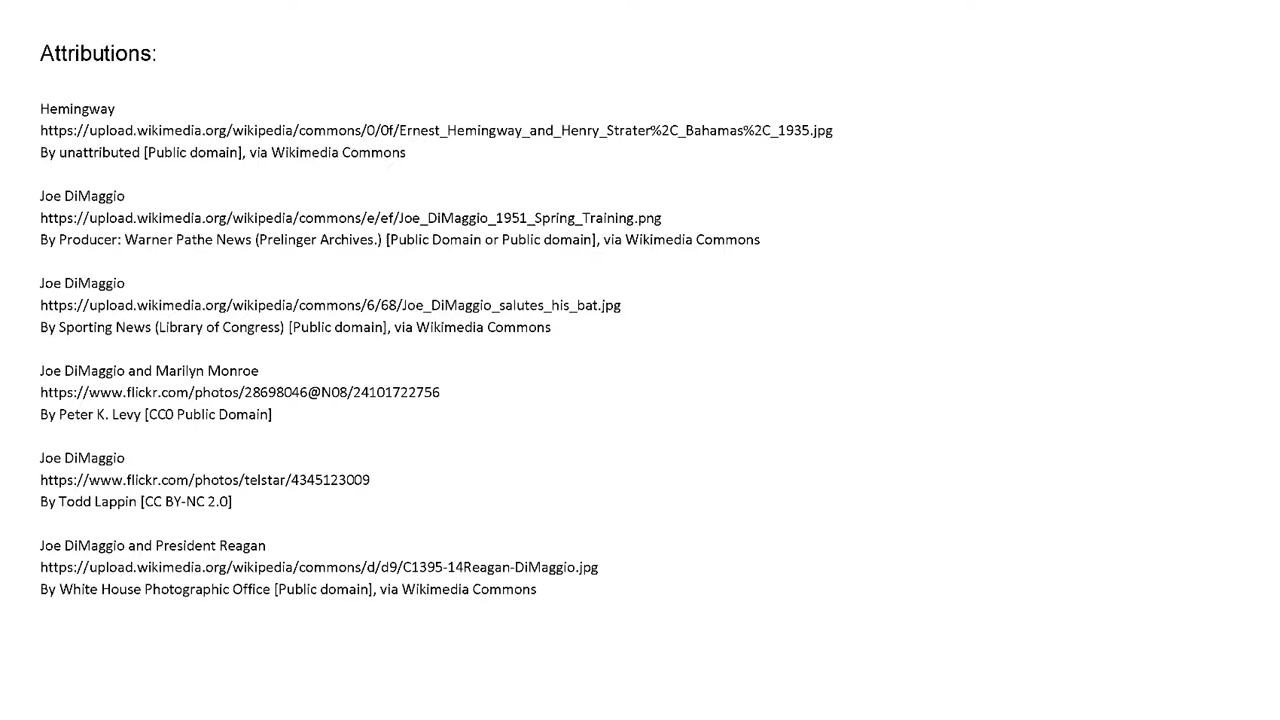 Attributions:
Hemingway
https://upload.wikimedia.org/wikipedia/commons/0/0f/Ernest_Hemingway_and_Henry_Strater%2C_Bahamas%2C_1935.jpg
By unattributed [Public domain], via Wikimedia Commons
Joe DiMaggio
https://upload.wikimedia.org/wikipedia/commons/e/ef/Joe_DiMaggio_1951_Spring_Training.png
By Producer: Warner Pathe News (Prelinger Archives.) [Public Domain or Public domain], via Wikimedia Commons
Joe DiMaggio
https://upload.wikimedia.org/wikipedia/commons/6/68/Joe_DiMaggio_salutes_his_bat.jpg
By Sporting News (Library of Congress) [Public domain], via Wikimedia Commons
Joe DiMaggio and Marilyn Monroe
https://www.flickr.com/photos/28698046@N08/24101722756
By Peter K. Levy [CC0 Public Domain]
Joe DiMaggio
https://www.flickr.com/photos/telstar/4345123009
By Todd Lappin [CC BY-NC 2.0]
Joe DiMaggio and President Reagan
https://upload.wikimedia.org/wikipedia/commons/d/d9/C1395-14Reagan-DiMaggio.jpg
By White House Photographic Office [Public domain], via Wikimedia Commons